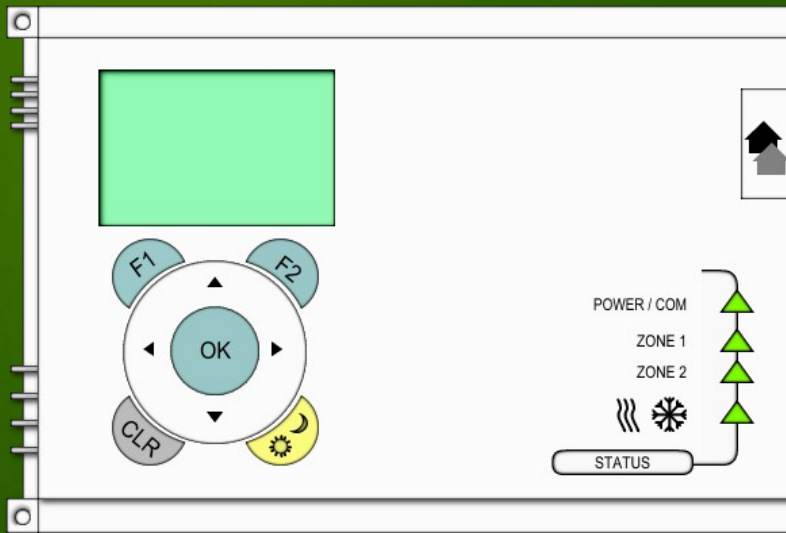 F1
F2
OK
CLR
POWER / COM
ZONE 1
ZONE 2
STATUS